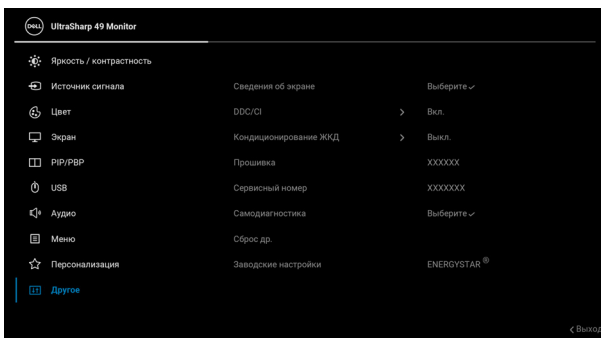 DELL UltraSharp 49 Monitor
Яркость / контрастность
Источник сигнала Сведения об экране Выберите ✓
Цвет DDC/CI > Вкл.
Экран Кондиционирование ЖКД > Выкл.
PIP/PBP Прошивка XXXXXX
USB Сервисный номер XXXXXXX
Аудио Самодиагностика Выберите ✓
Меню Сброс др.
Персонализация Заводские настройки ENERGYSTAR ®
Другое
< Выход